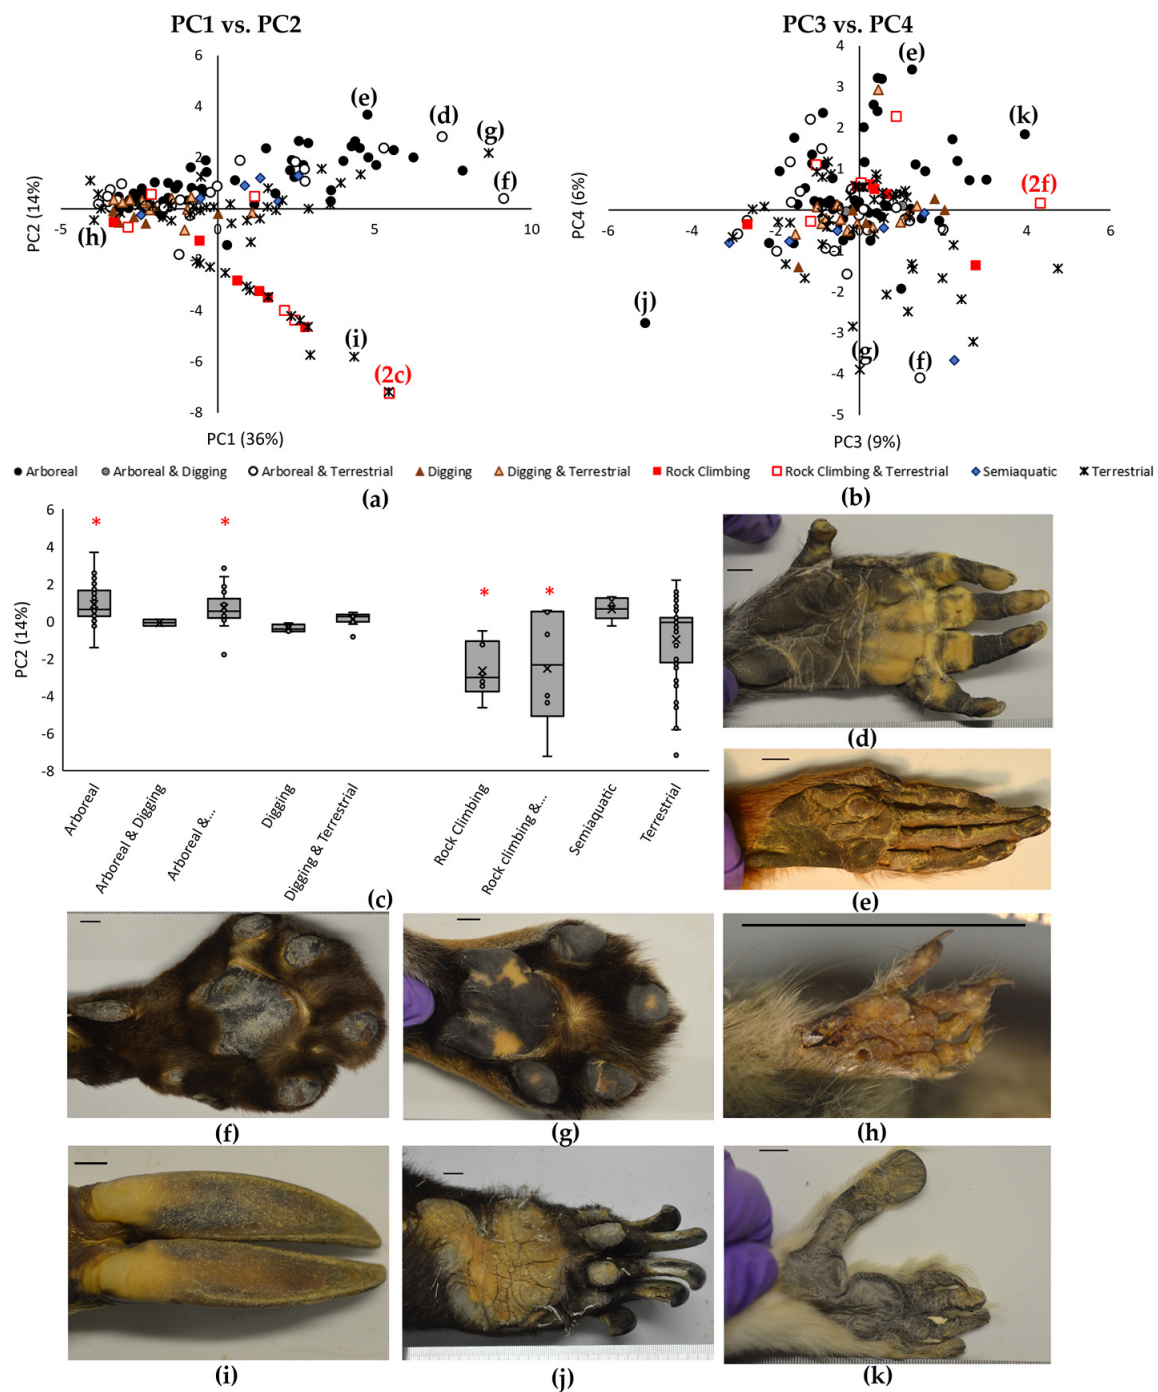 PC1 vs. PC2
PC3 vs. PC4
6
4
2
-2
-4
-6
-8
-5
5
10
PC2 (14%)
PC1 (36%)
(e)
(d)
(g)
(f)
(h)
(i)
(2c)
4
3
2
1
-1
-2
-3
-4
-5
-6
-4
-2
2
4
6
PC4 (6%)
PC3 (9%)
(e)
(k)
(2f)
(j)
(g)
(f)
Arboreal
Arboreal & Digging
Arboreal & Terrestrial
Digging
Digging & Terrestrial
Rock Climbing
Rock Climbing & Terrestrial
Semiaquatic
Terrestrial
(a)
(b)
6
4
2
0
-2
-4
-6
-8
PC2 (14%)
* * * *
Arboreal
Arboreal & Digging
Arboreal &...
Digging
Digging & Terrestrial
Rock Climbing
Rock climbing &...
Semiaquatic
Terrestrial
(c)
(d)
(e)
(f)
(g)
(h)
(i)
(j)
(k)